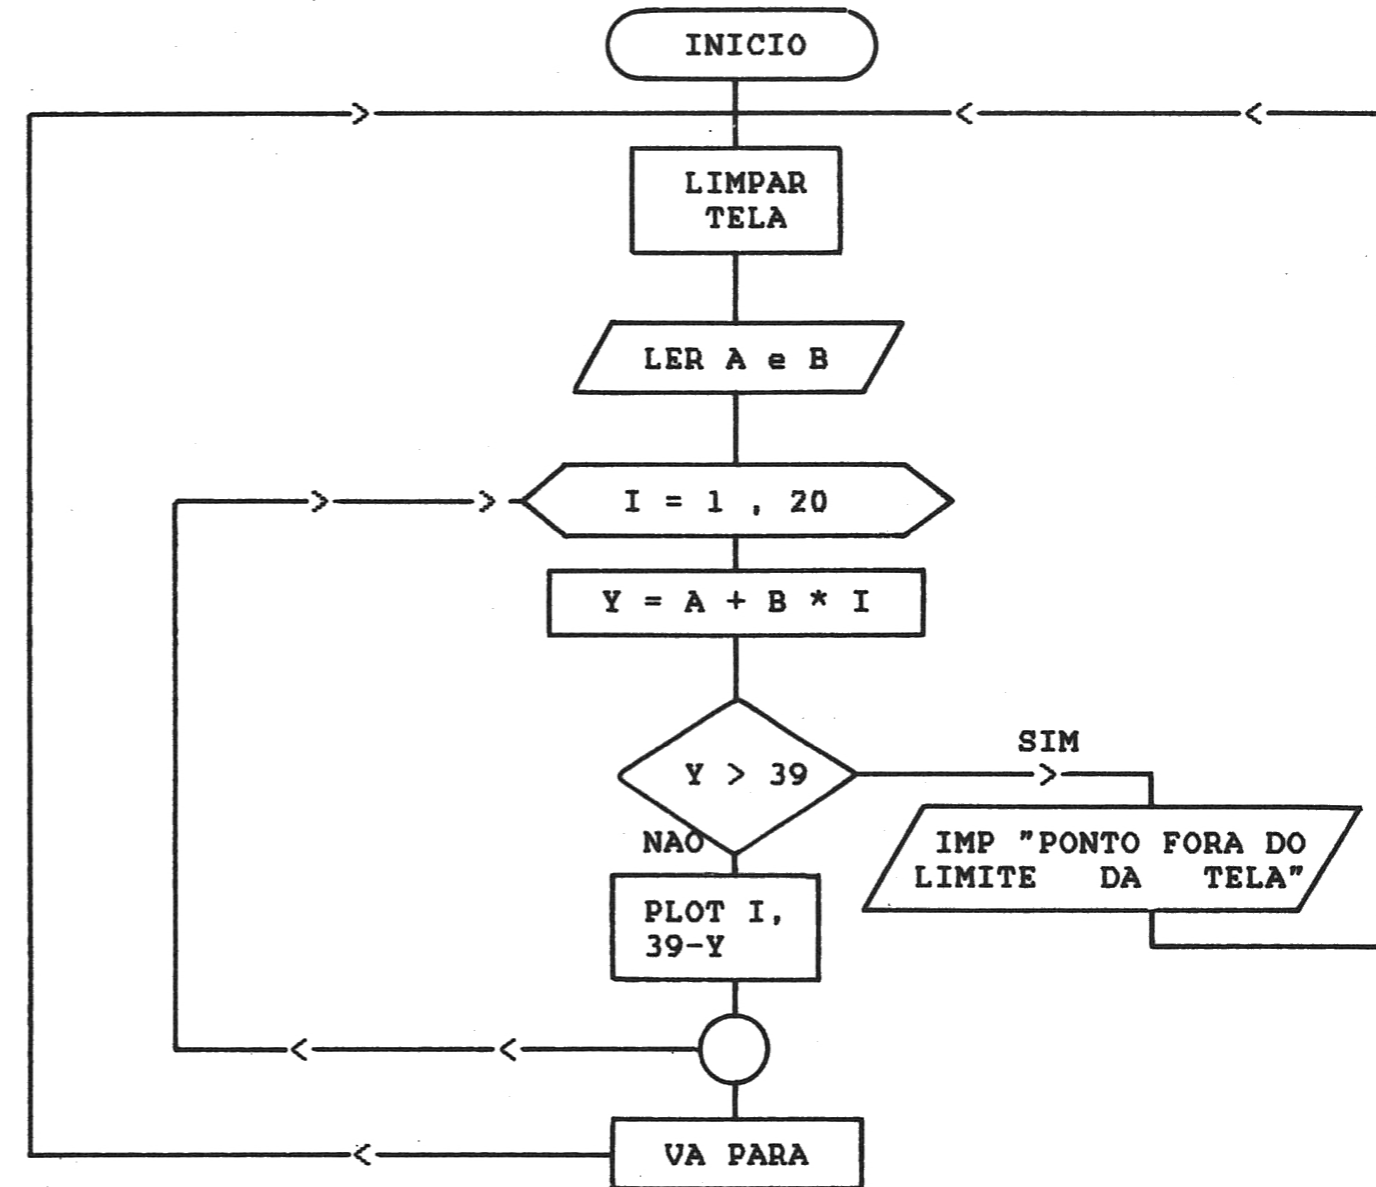 INICIO
LIMPAR
TELA
LER A e B
I = 1 , 20
Y = A + B * I
Y > 39
SIM
NAO
IMP "PONTO FORA DO
LIMITE DA TELA"
PLOT I,
39-Y
VA PARA